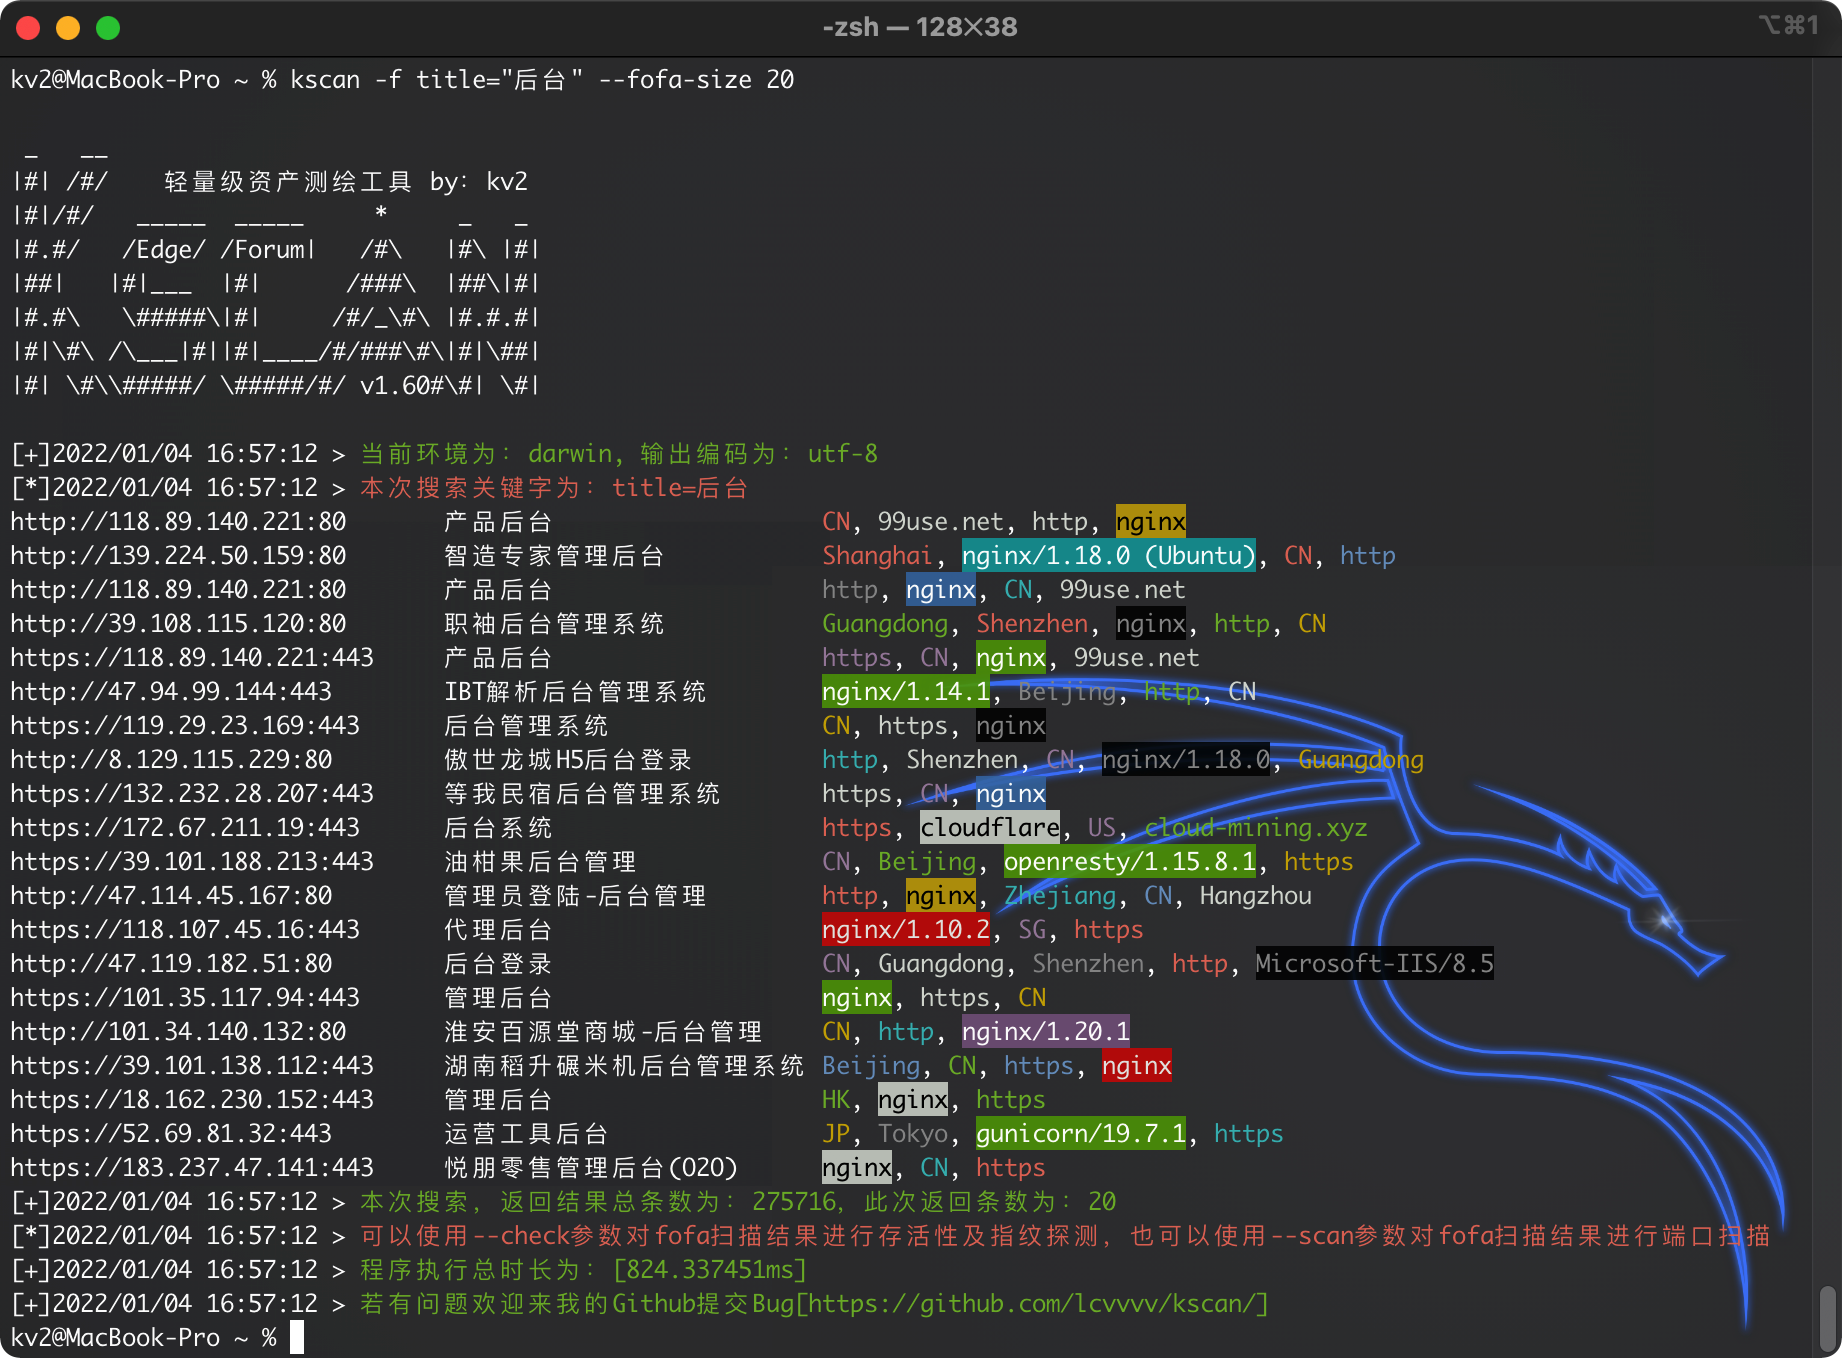 -zsh — 128×38
⌥⌘1
kv2@MacBook-Pro ~ % kscan -f title="后台" --fofa-size 20
 _   __
|#| /#/    轻量级资产测绘工具 by: kv2
|#|/#/   _____  _____     *     _   _
|#.#/   /Edge/ /Forum|   /#\   |#\ |#|
|##|   |#|___  |#|      /###\  |##\|#|
|#.#\   \#####\|#|     /#/_\#\ |#.#.#|
|#|\#\ /\___|#||#|____/#/###\#\|#|\##|
|#| \#\\#####/ \#####/#/ v1.60#\#| \#|
[+]2022/01/04 16:57:12 > 当前环境为: darwin, 输出编码为: utf-8
[*]2022/01/04 16:57:12 > 本次搜索关键字为: title=后台
http://118.89.140.221:80 产品后台 CN, 99use.net, http, nginx
http://139.224.50.159:80 智造专家管理后台 Shanghai, nginx/1.18.0 (Ubuntu), CN, http
http://118.89.140.221:80 产品后台 http, nginx, CN, 99use.net
http://39.108.115.120:80 职袖后台管理系统 Guangdong, Shenzhen, nginx, http, CN
https://118.89.140.221:443 产品后台 https, CN, nginx, 99use.net
http://47.94.99.144:443 IBT解析后台管理系统 nginx/1.14.1, Beijing, http, CN
https://119.29.23.169:443 后台管理系统 CN, https, nginx
http://8.129.115.229:80 傲世龙城H5后台登录 http, Shenzhen, CN, nginx/1.18.0, Guangdong
https://132.232.28.207:443 等我民宿后台管理系统 https, CN, nginx
https://172.67.211.19:443 后台系统 https, cloudflare, US, cloud-mining.xyz
https://39.101.188.213:443 油柑果后台管理 CN, Beijing, openresty/1.15.8.1, https
http://47.114.45.167:80 管理员登陆-后台管理 http, nginx, Zhejiang, CN, Hangzhou
https://118.107.45.16:443 代理后台 nginx/1.10.2, SG, https
http://47.119.182.51:80 后台登录 CN, Guangdong, Shenzhen, http, Microsoft-IIS/8.5
https://101.35.117.94:443 管理后台 nginx, https, CN
http://101.34.140.132:80 淮安百源堂商城-后台管理 CN, http, nginx/1.20.1
https://39.101.138.112:443 湖南稻升碾米机后台管理系统 Beijing, CN, https, nginx
https://18.162.230.152:443 管理后台 HK, nginx, https
https://52.69.81.32:443 运营工具后台 JP, Tokyo, gunicorn/19.7.1, https
https://183.237.47.141:443 悦朋零售管理后台(O2O) nginx, CN, https
[+]2022/01/04 16:57:12 > 本次搜索, 返回结果总条数为: 275716, 此次返回条数为: 20
[*]2022/01/04 16:57:12 > 可以使用--check参数对fofa扫描结果进行存活性及指纹探测, 也可以使用--scan参数对fofa扫描结果进行端口扫描
[+]2022/01/04 16:57:12 > 程序执行总时长为: [824.337451ms]
[+]2022/01/04 16:57:12 > 若有问题欢迎来我的Github提交Bug[https://github.com/lcvvvv/kscan/]
kv2@MacBook-Pro ~ %